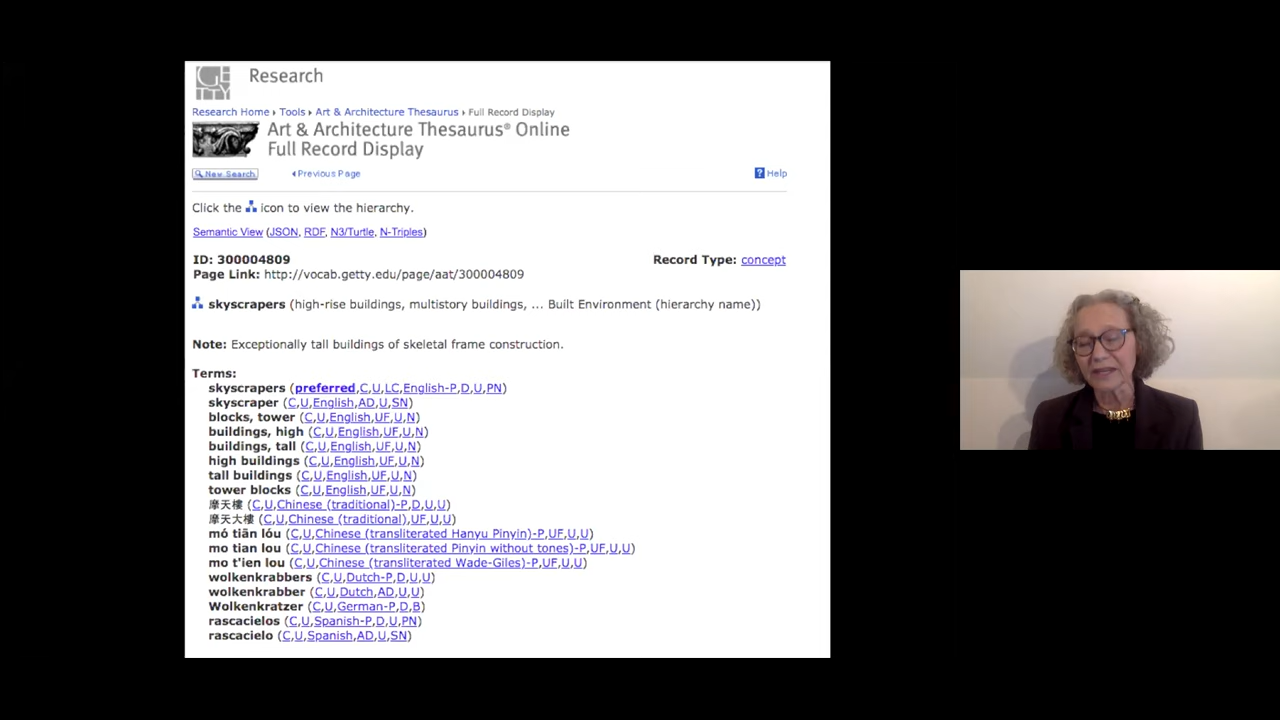 GETTY
Research
Research Home Tools Art & Architecture Thesaurus Full Record Display
Art & Architecture Thesaurus® Online
Full Record Display
New Search Previous Page ? Help
Click the icon to view the hierarchy.
Semantic View (JSON, RDF, N3/Turtle, N-Triples)
ID: 300004809 Record Type: concept
Page Link: http://vocab.getty.edu/page/aat/300004809
skyscrapers (high-rise buildings, multistory buildings, ... Built Environment (hierarchy name))
Note: Exceptionally tall buildings of skeletal frame construction.
Terms:
skyscrapers (preferred,C,U,LC,English-P,D,U,PN)
skyscraper (C,U,English,AD,U,SN)
blocks, tower (C,U,English,UF,U,N)
buildings, high (C,U,English,UF,U,N)
buildings, tall (C,U,English,UF,U,N)
high buildings (C,U,English,UF,U,N)
tall buildings (C,U,English,UF,U,N)
tower blocks (C,U,English,UF,U,N)
摩天樓 (C,U,Chinese (traditional)-P,D,U,U)
摩天大樓 (C,U,Chinese (traditional),UF,U,U)
mó tiān lóu (C,U,Chinese (transliterated Hanyu Pinyin)-P,UF,U,U)
mo tian lou (C,U,Chinese (transliterated Pinyin without tones)-P,UF,U,U)
mo t'ien lou (C,U,Chinese (transliterated Wade-Giles)-P,UF,U,U)
wolkenkrabbers (C,U,Dutch-P,D,U,U)
wolkenkrabber (C,U,Dutch,AD,U,U)
Wolkenkratzer (C,U,German-P,D,B)
rascacielos (C,U,Spanish-P,D,U,PN)
rascacielo (C,U,Spanish,AD,U,SN)